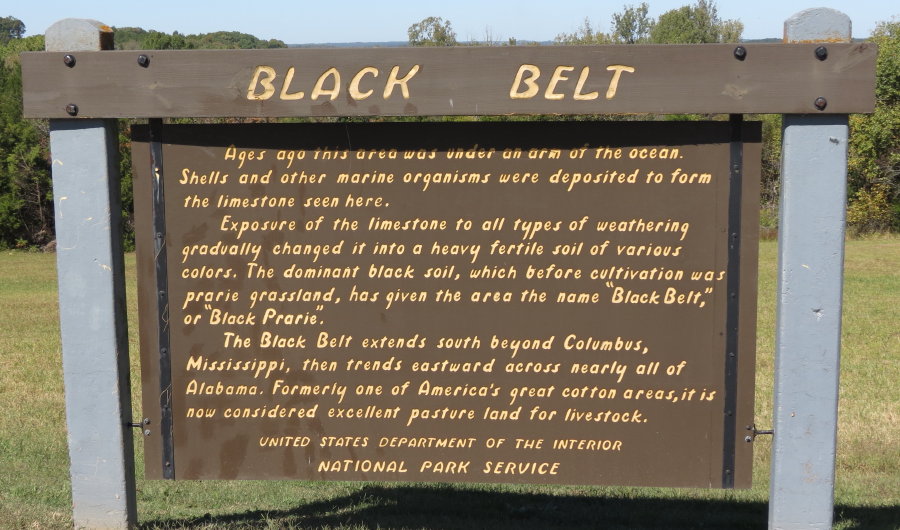 BLACK BELT
Ages ago this area was under an arm of the ocean.
Shells and other marine organisms were deposited to form
the limestone seen here.
Exposure of the limestone to all types of weathering
gradually changed it into a heavy fertile soil of various
colors. The dominant black soil, which before cultivation was
prarie grassland, has given the area the name "Black Belt,"
or "Black Prarie".
The Black Belt extends south beyond Columbus,
Mississippi, then trends eastward across nearly all of
Alabama. Formerly one of America's great cotton areas, it is
now considered excellent pasture land for livestock.
UNITED STATES DEPARTMENT OF THE INTERIOR
NATIONAL PARK SERVICE